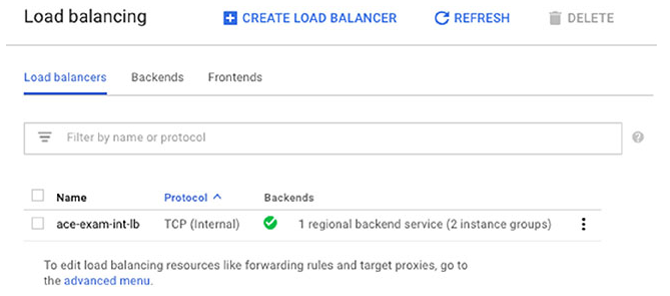 Load balancing
CREATE LOAD BALANCER
REFRESH
DELETE
Load balancers Backends Frontends
Filter by name or protocol
Name Protocol Backends
ace-exam-int-lb TCP (Internal) 1 regional backend service (2 instance groups)
To edit load balancing resources like forwarding rules and target proxies, go to
the advanced menu.